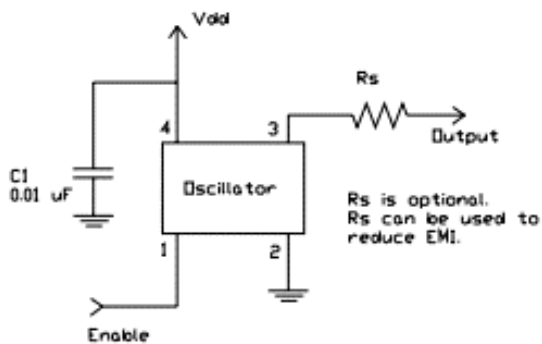 Vdd
Rs
4
3
Output
C1
0.01 uF
Oscillator
Rs is optional.
Rs can be used to
reduce EMI.
1
2
Enable